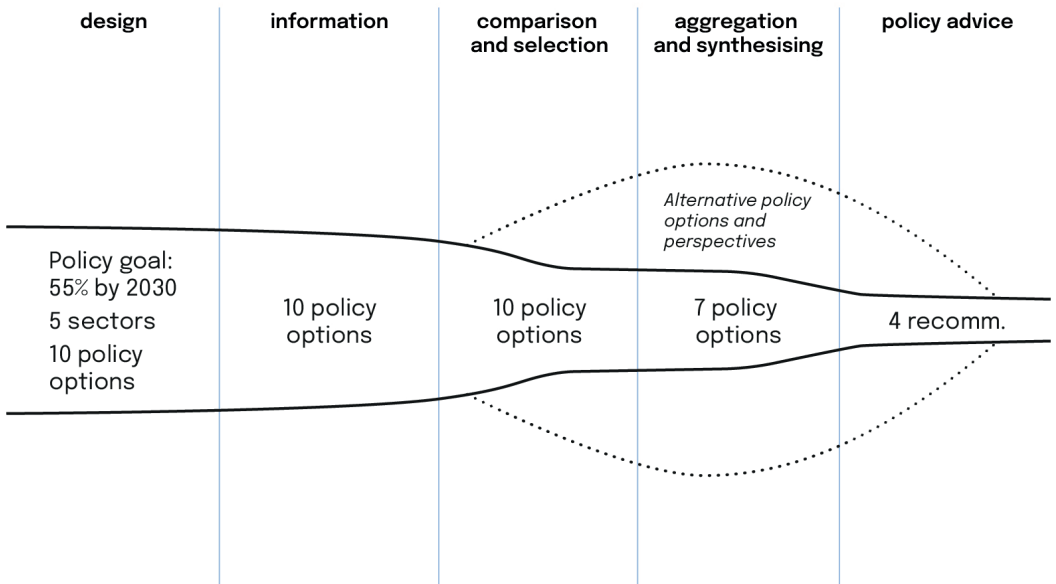 design
information
comparison
and selection
aggregation
and synthesising
policy advice
Alternative policy
options and
perspectives
Policy goal:
55% by 2030
5 sectors
10 policy
options
10 policy
options
10 policy
options
7 policy
options
4 recomm.